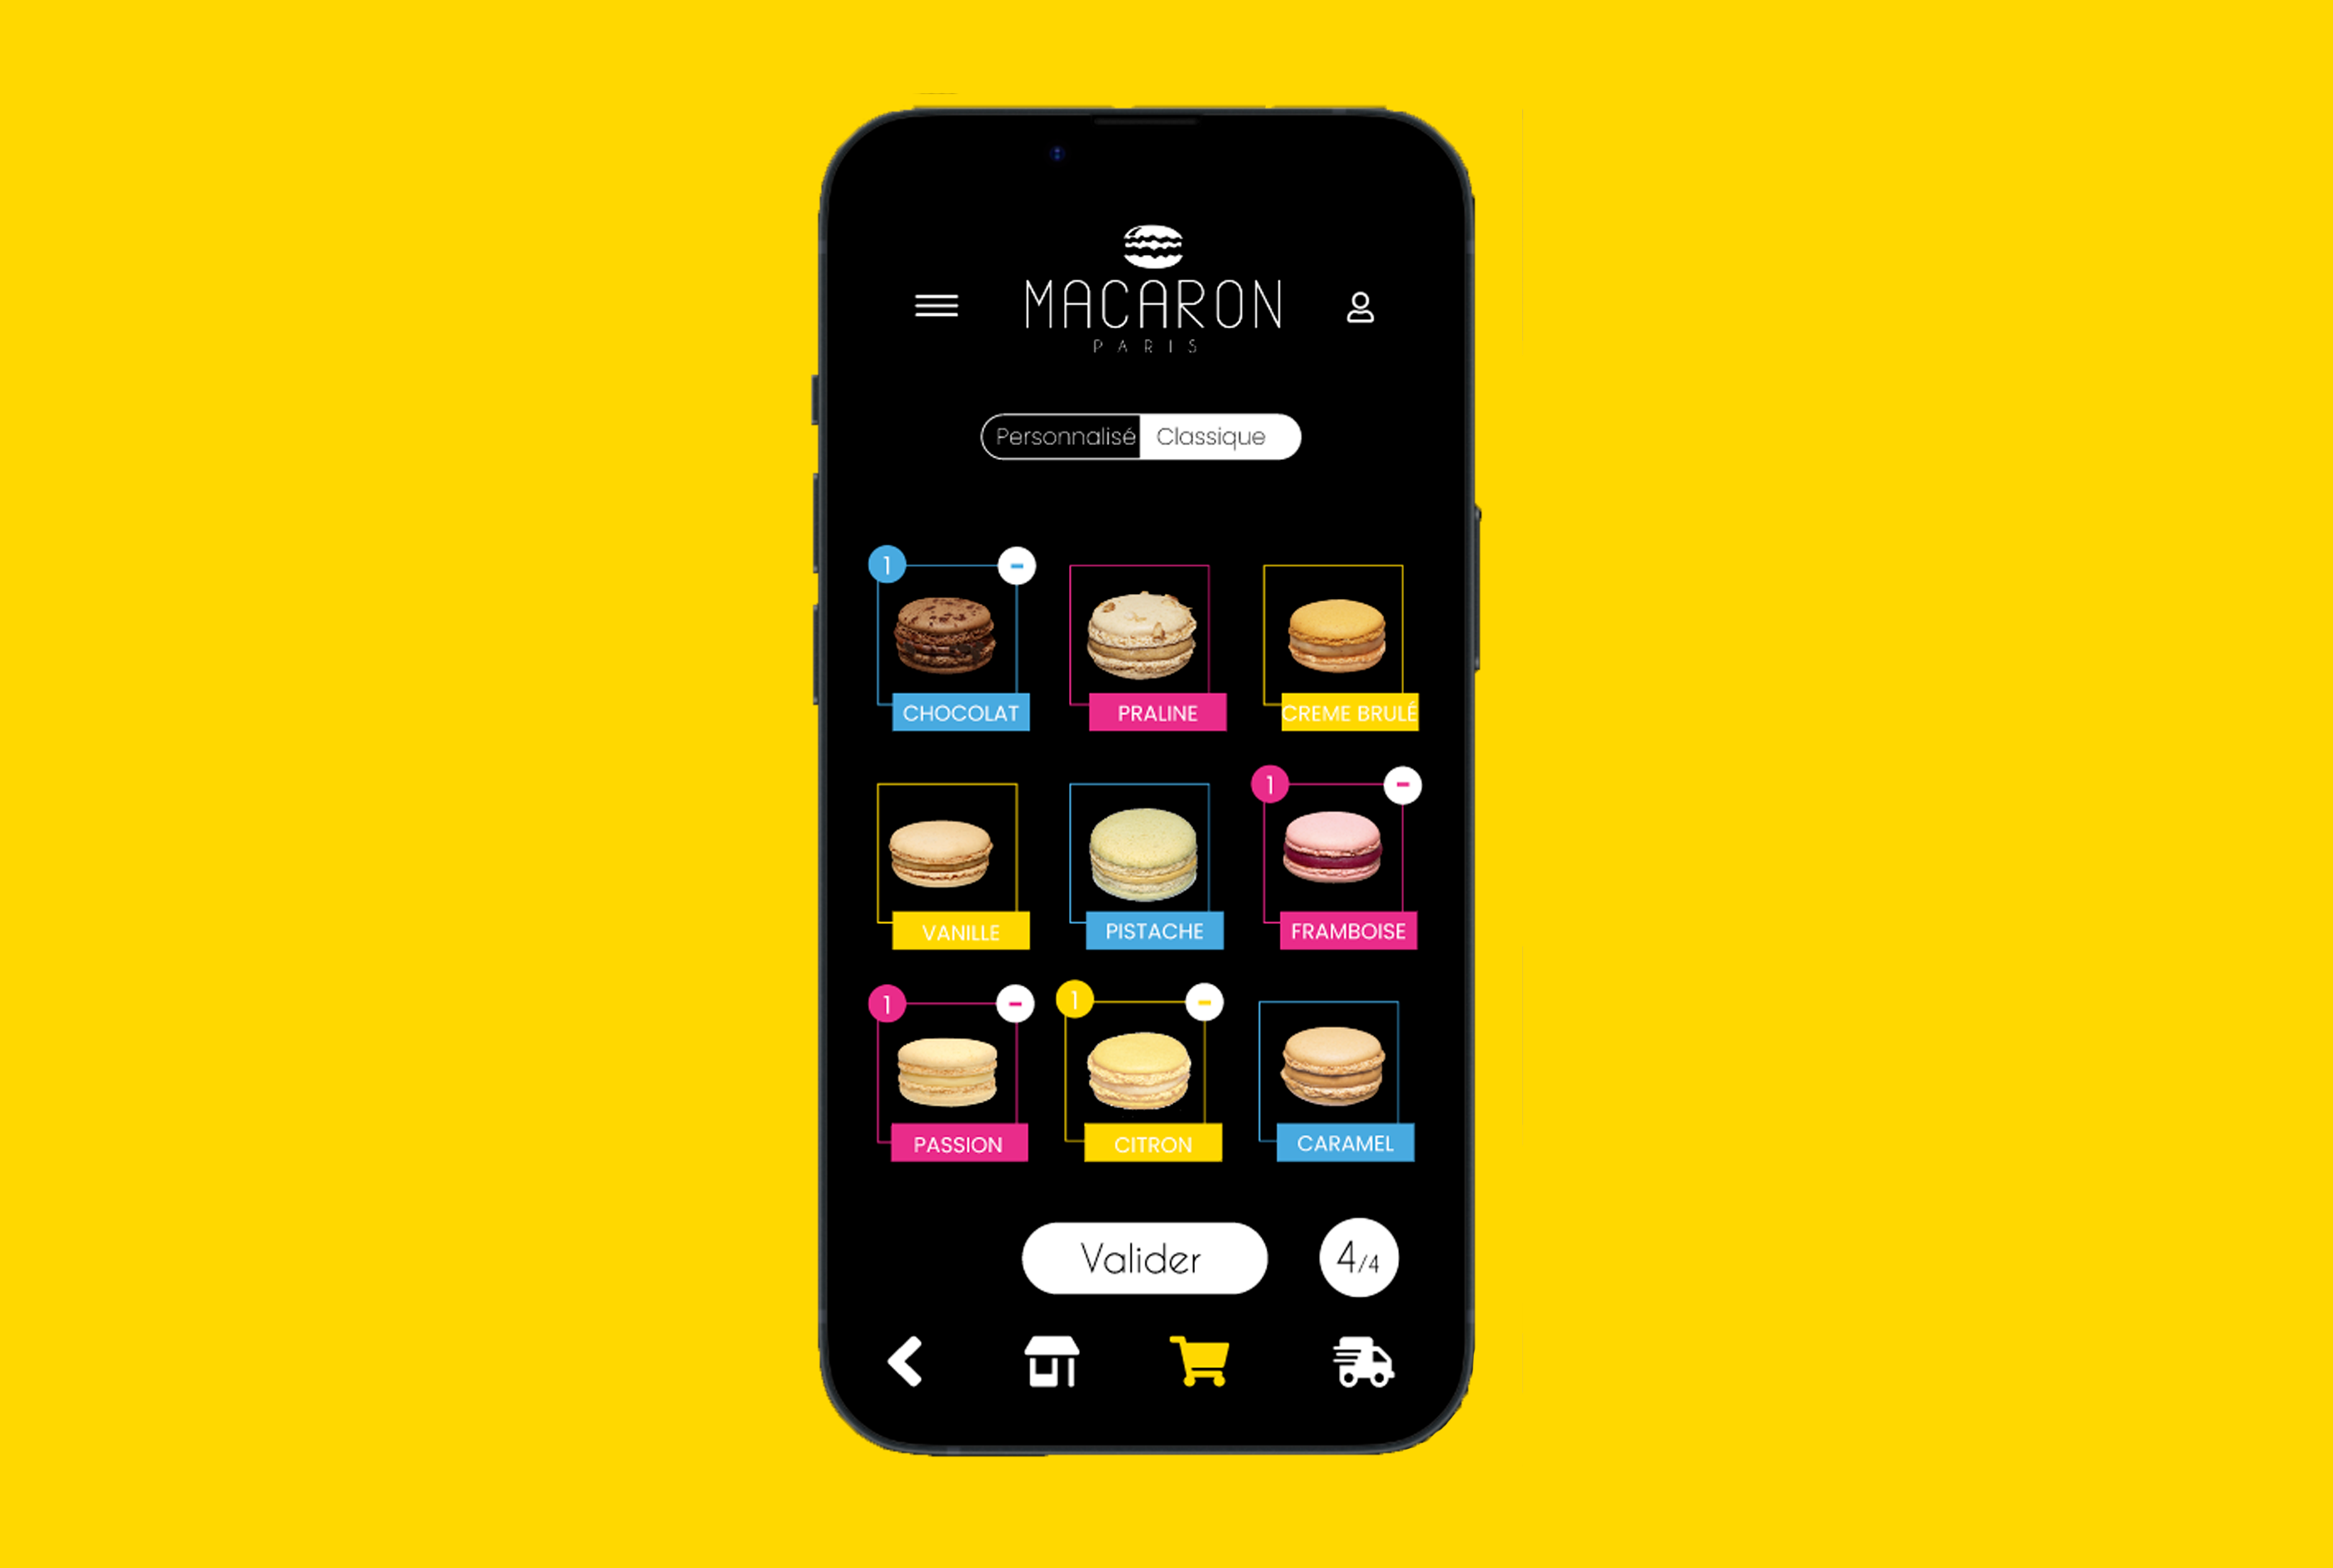 MACARON
PARIS
Personnalisé Classique
1 -
CHOCOLAT PRALINE CREME BRULÉ
1 -
VANILLE PISTACHE FRAMBOISE
1 - 1 -
PASSION CITRON CARAMEL
Valider 4/4